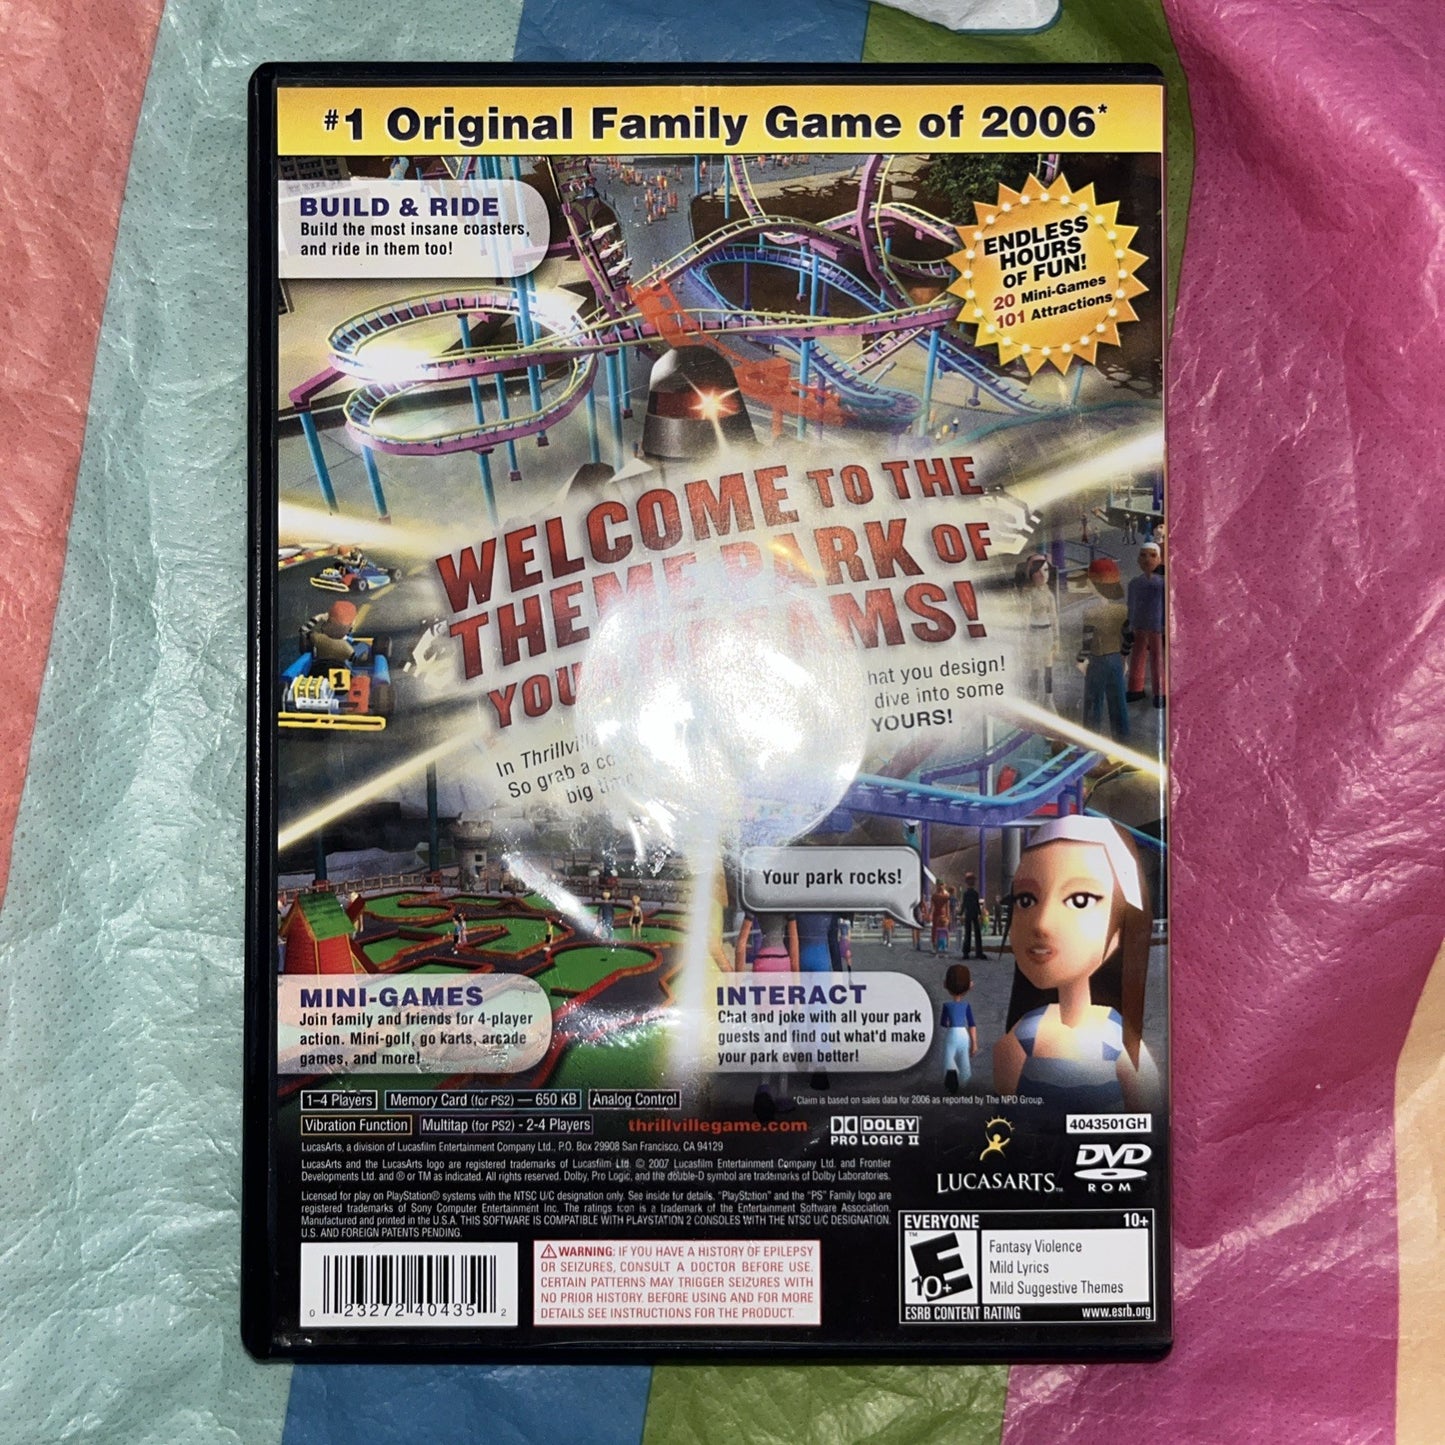 #1 Original Family Game of 2006*
BUILD & RIDE
Build the most insane coasters,
and ride in them too!
ENDLESS
HOURS
OF FUN!
20 Mini-Games
101 Attractions
WELCOME TO THE
THEME PARK OF
AMS!
hat you design!
dive into some
YOURS!
In
So grab a
big
1
Your park rocks!
MINI-GAMES
Join family and friends for 4-player
action. Mini-golf, go karts, arcade
games, and more!
INTERACT
Chat and joke with all your park
guests and find out what'd make
your park even better!
1-4 Players
Memory Card (for PS2) — 650 KB
Analog Control
*Claim is based on sales data for 2006 as reported by The NPD Group.
Vibration Function
Multitap (for PS2) - 2-4 Players
thrillvillegame.com
DOLBY
PRO LOGIC II
LUCASARTS™
4043501GH
DVD
ROM
LucasArts, a division of Lucasfilm Entertainment Company Ltd., P.O. Box 29908 San Francisco, CA 94129
LucasArts and the LucasArts logo are registered trademarks of Lucasfilm Ltd. © 2007 Lucasfilm Entertainment Company Ltd. and Frontier
Developments Ltd. and ® or TM as indicated. All rights reserved. Dolby, Pro Logic, and the double-D symbol are trademarks of Dolby Laboratories.
Licensed for play on PlayStation® systems with the NTSC U/C designation only. See inside for details. "PlayStation" and the "PS" Family logo are
registered trademarks of Sony Computer Entertainment Inc. The ratings icon is a trademark of the Entertainment Software Association.
Manufactured and printed in the U.S.A. THIS SOFTWARE IS COMPATIBLE WITH PLAYSTATION 2 CONSOLES WITH THE NTSC U/C DESIGNATION.
U.S. AND FOREIGN PATENTS PENDING.
0 23272 40435 2
WARNING: IF YOU HAVE A HISTORY OF EPILEPSY
OR SEIZURES, CONSULT A DOCTOR BEFORE USE.
CERTAIN PATTERNS MAY TRIGGER SEIZURES WITH
NO PRIOR HISTORY. BEFORE USING AND FOR MORE
DETAILS SEE INSTRUCTIONS FOR THE PRODUCT.
EVERYONE 10+
E
10+
™
Fantasy Violence
Mild Lyrics
Mild Suggestive Themes
ESRB CONTENT RATING www.esrb.org